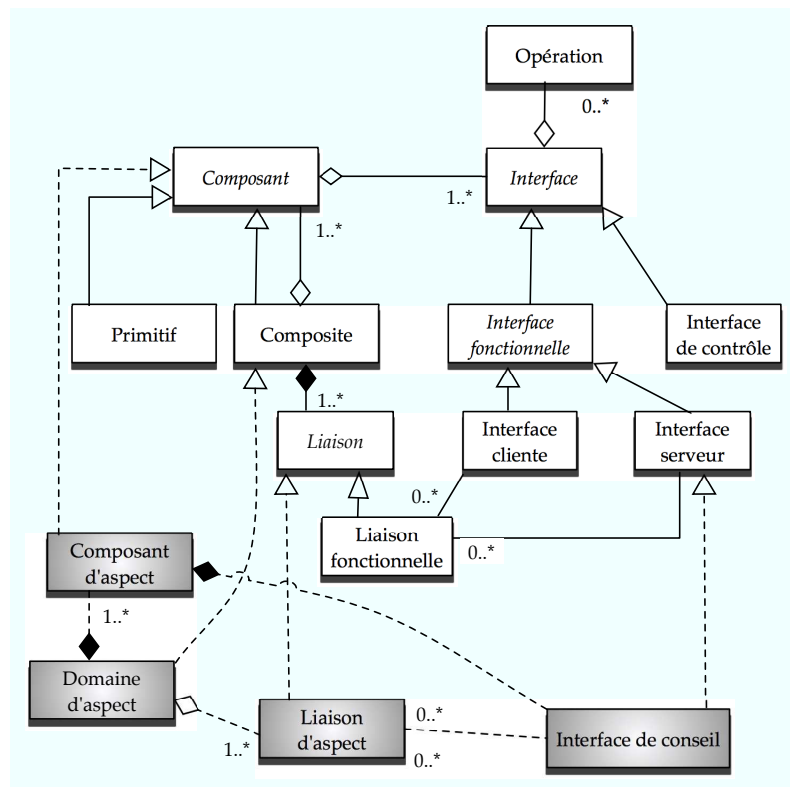 Opération
0..*
Composant
Interface
1..*
1..*
Primitif
Composite
Interface
fonctionnelle
Interface
de contrôle
1..*
Liaison
Interface
cliente
Interface
serveur
0..*
Liaison
fonctionnelle
0..*
Composant
d'aspect
1..*
Domaine
d'aspect
Liaison
d'aspect
0..*
1..*
0..*
Interface de conseil